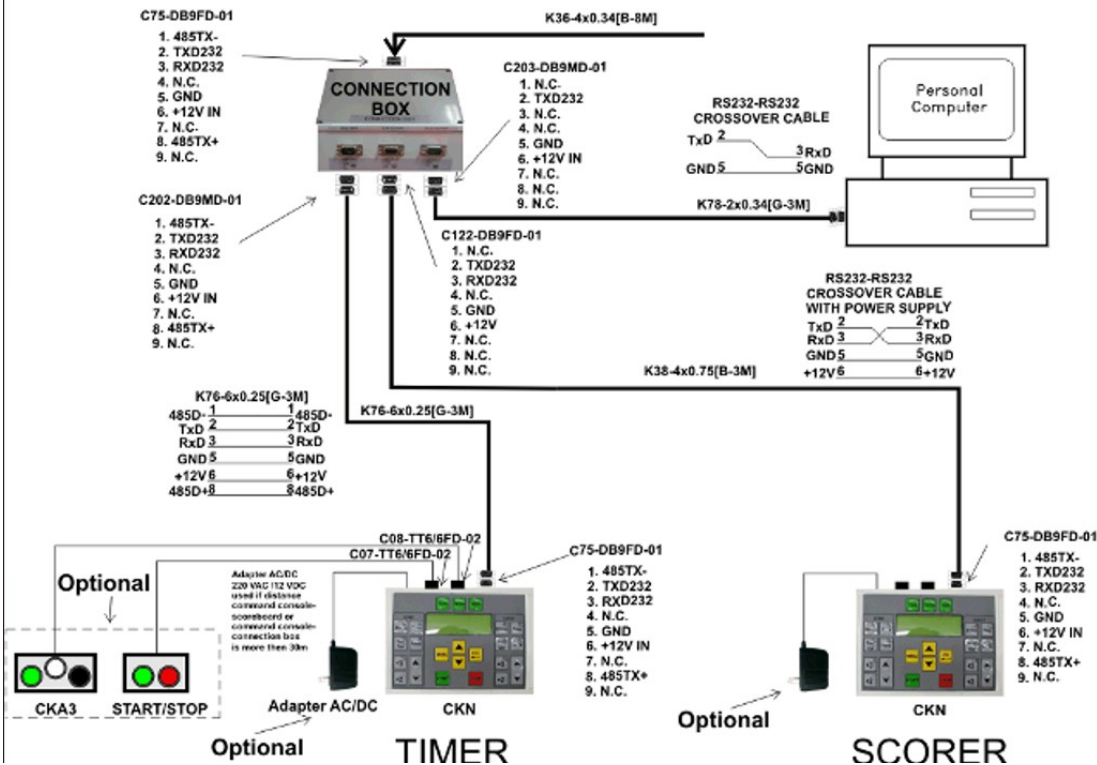 C75-DB9FD-01
1. 485TX-
2. TXD232
3. RXD232
4. N.C.
5. GND
6. +12V IN
7. N.C.
8. 485TX+
9. N.C.
K36-4x0.34[B-8M]
CONNECTION
BOX
C203-DB9MD-01
1. N.C.
2. TXD232
3. N.C.
4. N.C.
5. GND
6. +12V IN
7. N.C.
8. N.C.
9. N.C.
RS232-RS232
CROSSOVER CABLE
TxD 2 3 RxD
GND 5 5 GND
Personal
Computer
K78-2x0.34[G-3M]
C202-DB9MD-01
1. 485TX-
2. TXD232
3. RXD232
4. N.C.
5. GND
6. +12V IN
7. N.C.
8. 485TX+
9. N.C.
C122-DB9FD-01
1. N.C.
2. TXD232
3. RXD232
4. N.C.
5. GND
6. +12V
7. N.C.
8. N.C.
9. N.C.
RS232-RS232
CROSSOVER CABLE
WITH POWER SUPPLY
TxD 2 2 TxD
RxD 3 3 RxD
GND 5 5 GND
+12V 6 6 +12V
K38-4x0.75[B-3M]
K76-6x0.25[G-3M]
485D- 1 1 485D-
TxD 2 2 TxD
RxD 3 3 RxD
GND 5 5 GND
+12V 6 6 +12V
485D+ 8 8 485D+
K76-6x0.25[G-3M]
C08-TT6/6FD-02
C07-TT6/6FD-02
C75-DB9FD-01
1. 485TX-
2. TXD232
3. RXD232
4. N.C.
5. GND
6. +12V IN
7. N.C.
8. 485TX+
9. N.C.
C75-DB9FD-01
1. 485TX-
2. TXD232
3. RXD232
4. N.C.
5. GND
6. +12V IN
7. N.C.
8. 485TX+
9. N.C.
Optional
Adapter AC/DC
220 VAC /12 VDC
used if distance
command console-
scoreboard or
command console-
connection box
is more then 30m
CKA3
START/STOP
Adapter AC/DC
Optional
CKN
TIMER
Optional
CKN
SCORER